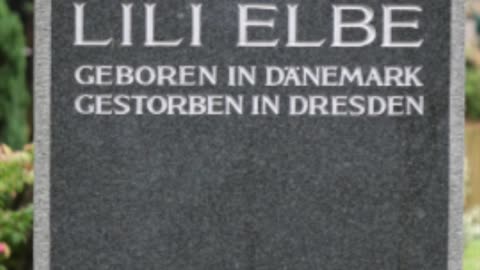 LILI ELBE
GEBOREN IN DÄNEMARK
GESTORBEN IN DRESDEN